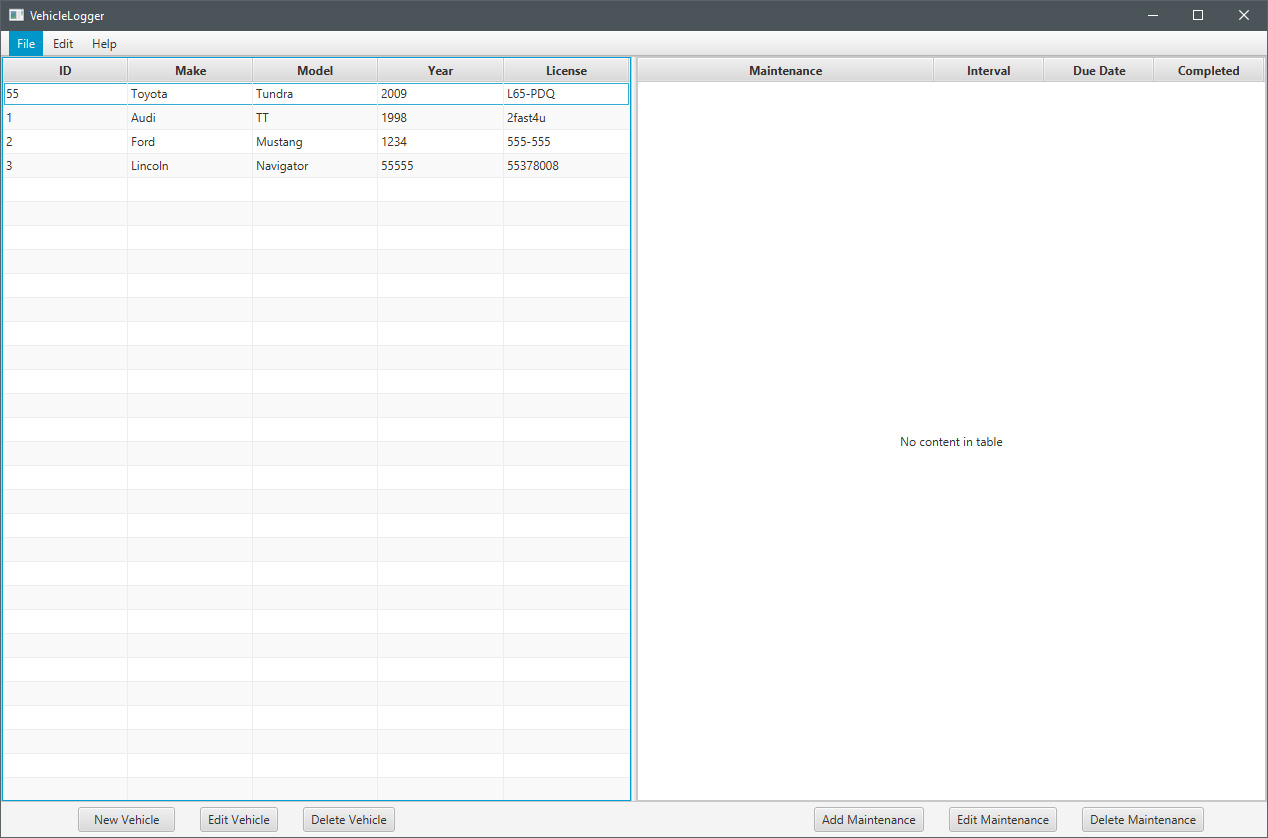 VehicleLogger
File Edit Help
ID Make Model Year License Maintenance Interval Due Date Completed
55 Toyota Tundra 2009 L65-PDQ
1 Audi TT 1998 2fast4u
2 Ford Mustang 1234 555-555
3 Lincoln Navigator 55555 55378008
No content in table
New Vehicle Edit Vehicle Delete Vehicle Add Maintenance Edit Maintenance Delete Maintenance